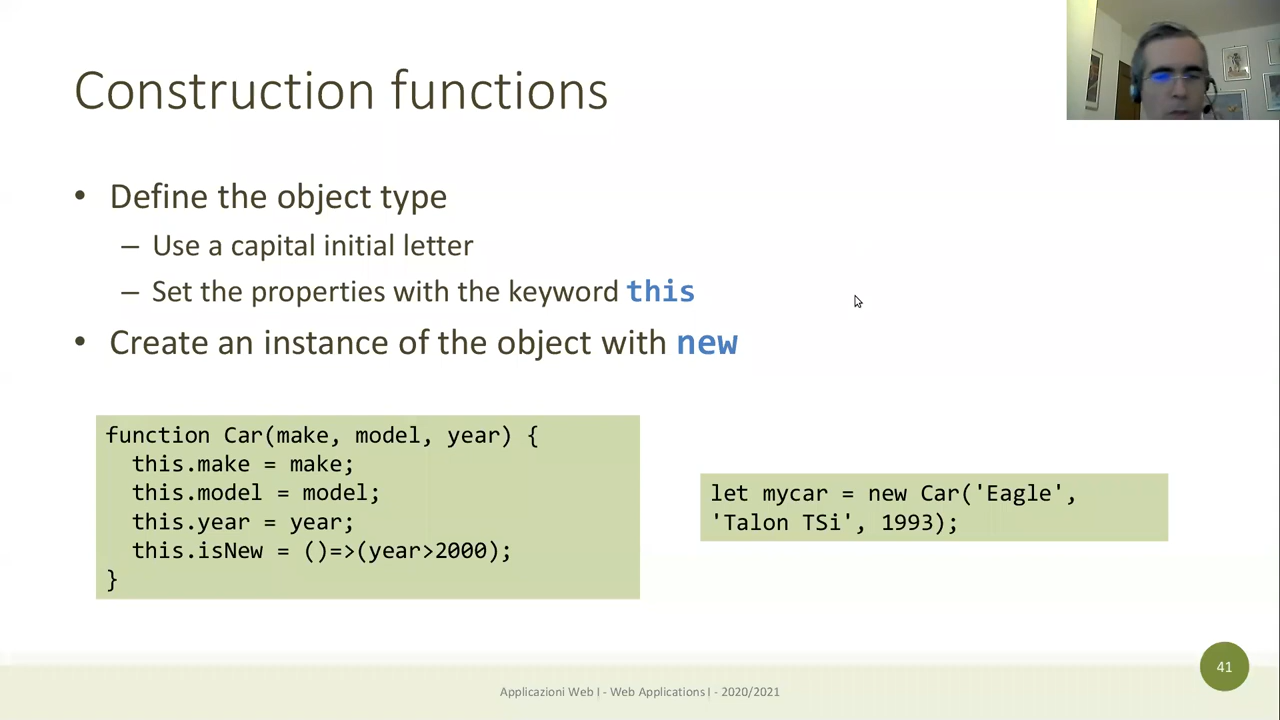 Construction functions
• Define the object type
– Use a capital initial letter
– Set the properties with the keyword this
• Create an instance of the object with new
function Car(make, model, year) {
this.make = make;
this.model = model;
this.year = year;
this.isNew = ()=>(year>2000);
}
let mycar = new Car('Eagle',
'Talon TSi', 1993);
41
Applicazioni Web I - Web Applications I - 2020/2021